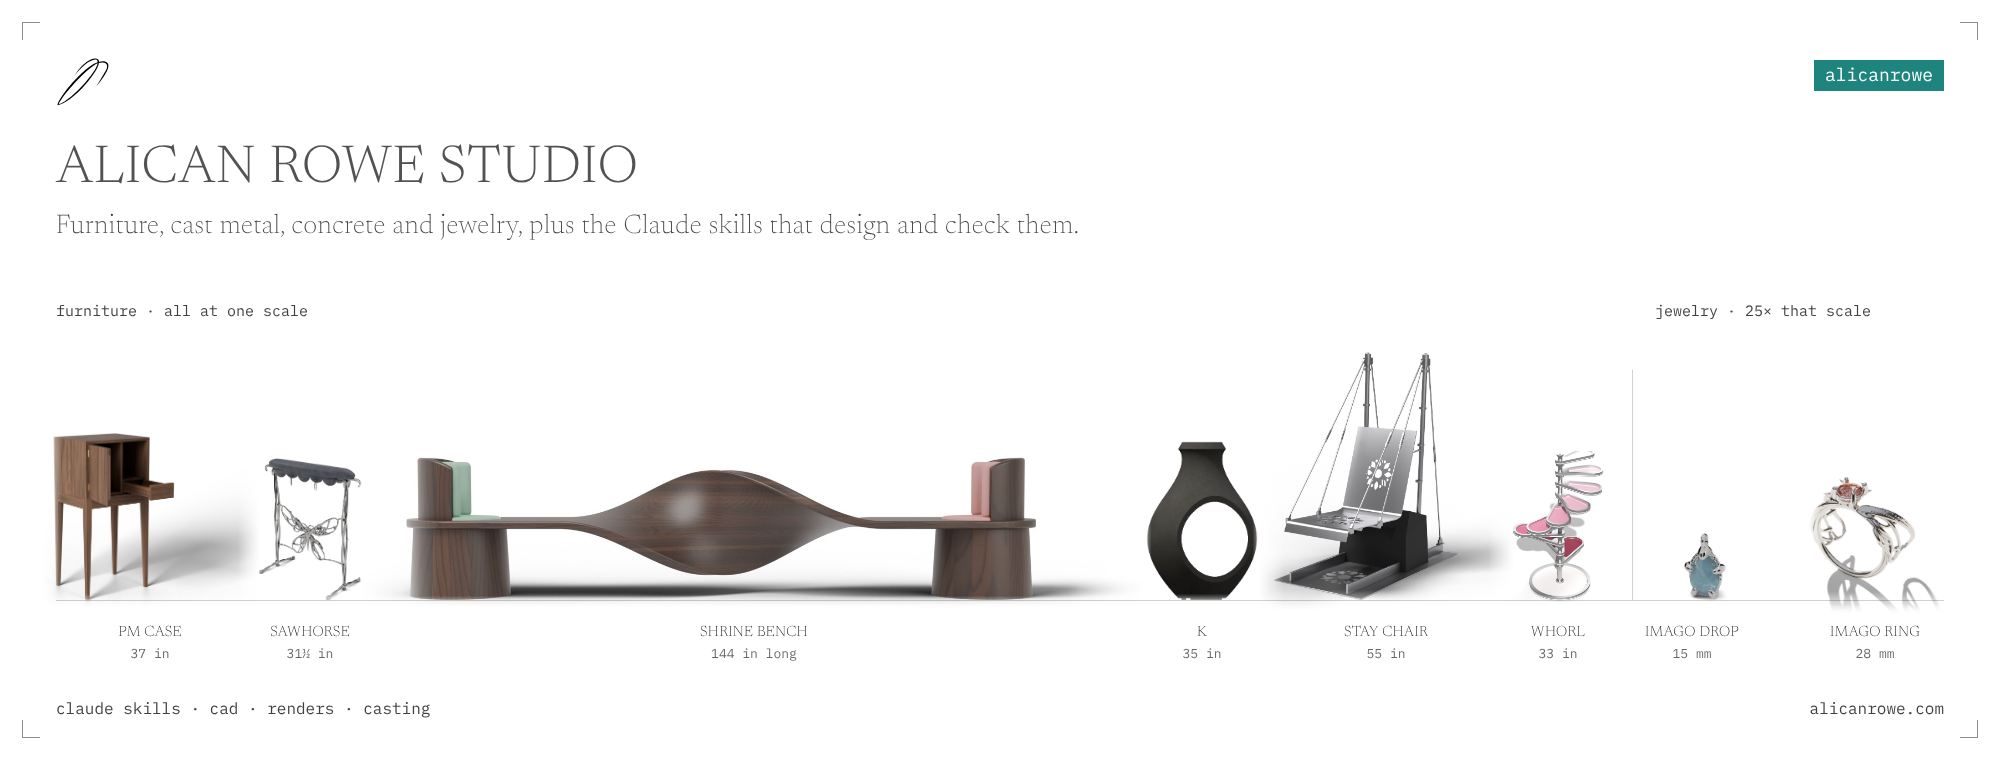 alicanrowe
ALICAN ROWE STUDIO
Furniture, cast metal, concrete and jewelry, plus the Claude skills that design and check them.
furniture · all at one scale
jewelry · 25× that scale
PM CASE
37 in
SAWHORSE
31½ in
SHRINE BENCH
144 in long
K
35 in
STAY CHAIR
55 in
WHORL
33 in
IMAGO DROP
15 mm
IMAGO RING
28 mm
claude skills · cad · renders · casting
alicanrowe.com